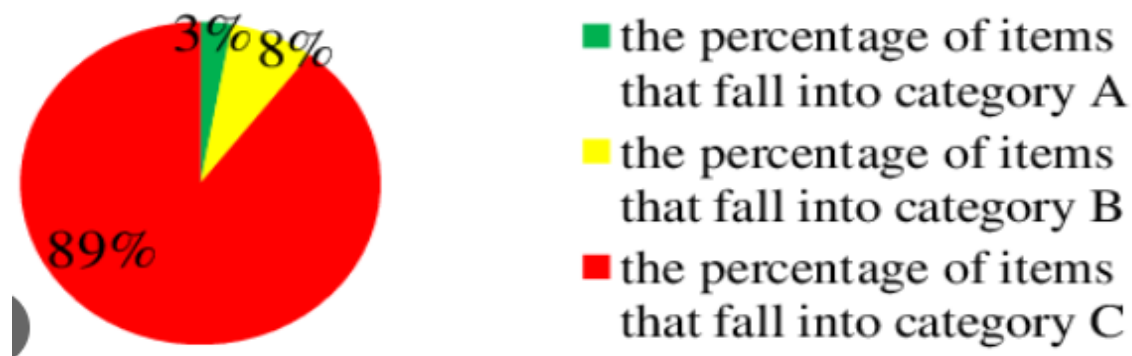 3%
8%
89%
the percentage of items
that fall into category A
the percentage of items
that fall into category B
the percentage of items
that fall into category C